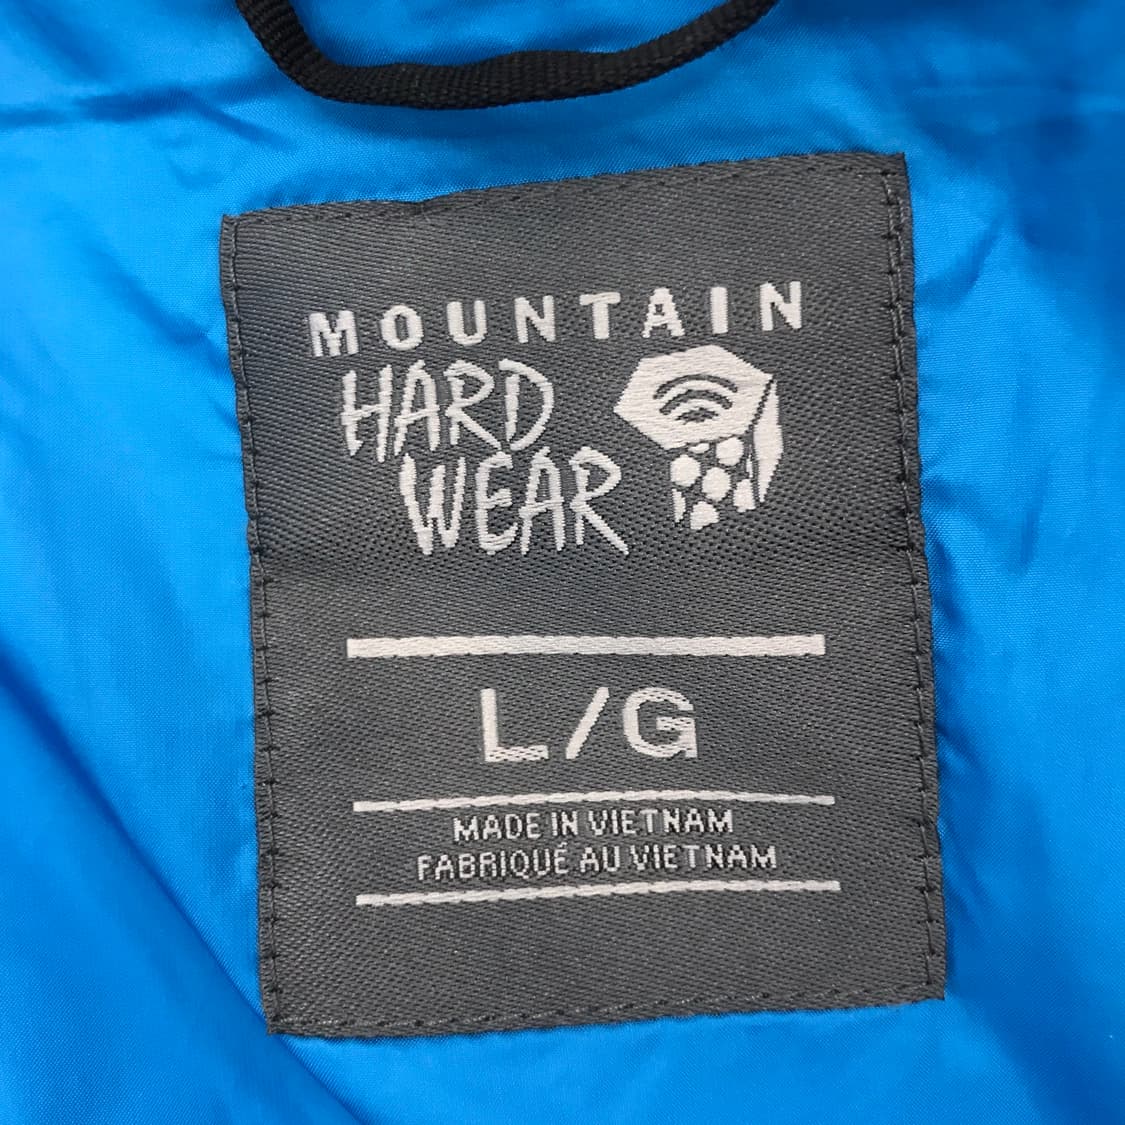 MOUNTAIN
HARD
WEAR
L/G
MADE IN VIETNAM
FABRIQUÉ AU VIETNAM